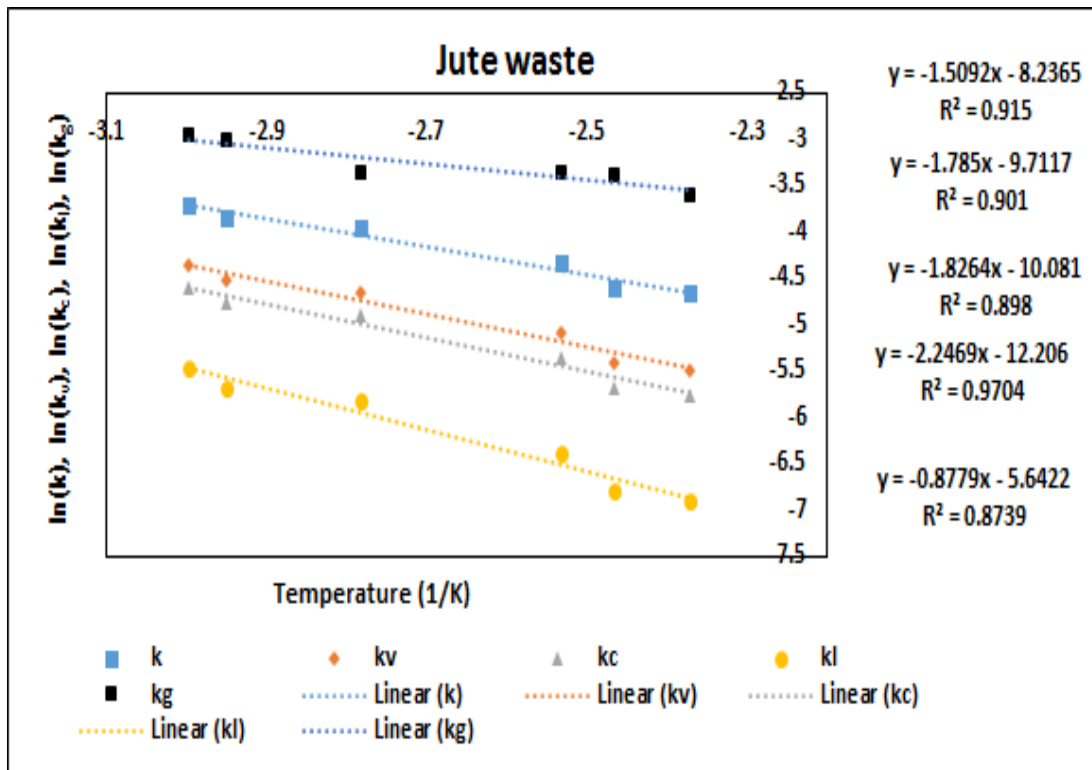 Jute waste
y = -1.5092x - 8.2365
R² = 0.915
y = -1.785x - 9.7117
R² = 0.901
y = -1.8264x - 10.081
R² = 0.898
y = -2.2469x - 12.206
R² = 0.9704
y = -0.8779x - 5.6422
R² = 0.8739
-3.1 -2.9 -2.7 -2.5 -2.3
2.5
-3
-3.5
-4
-4.5
-5
-5.5
-6
-6.5
-7
7.5
ln(k), ln(kᵥ), ln(k꜀), ln(kₗ), ln(k_g)
Temperature (1/K)
k kv kc kl
kg Linear (k) Linear (kv) Linear (kc)
Linear (kl) Linear (kg)